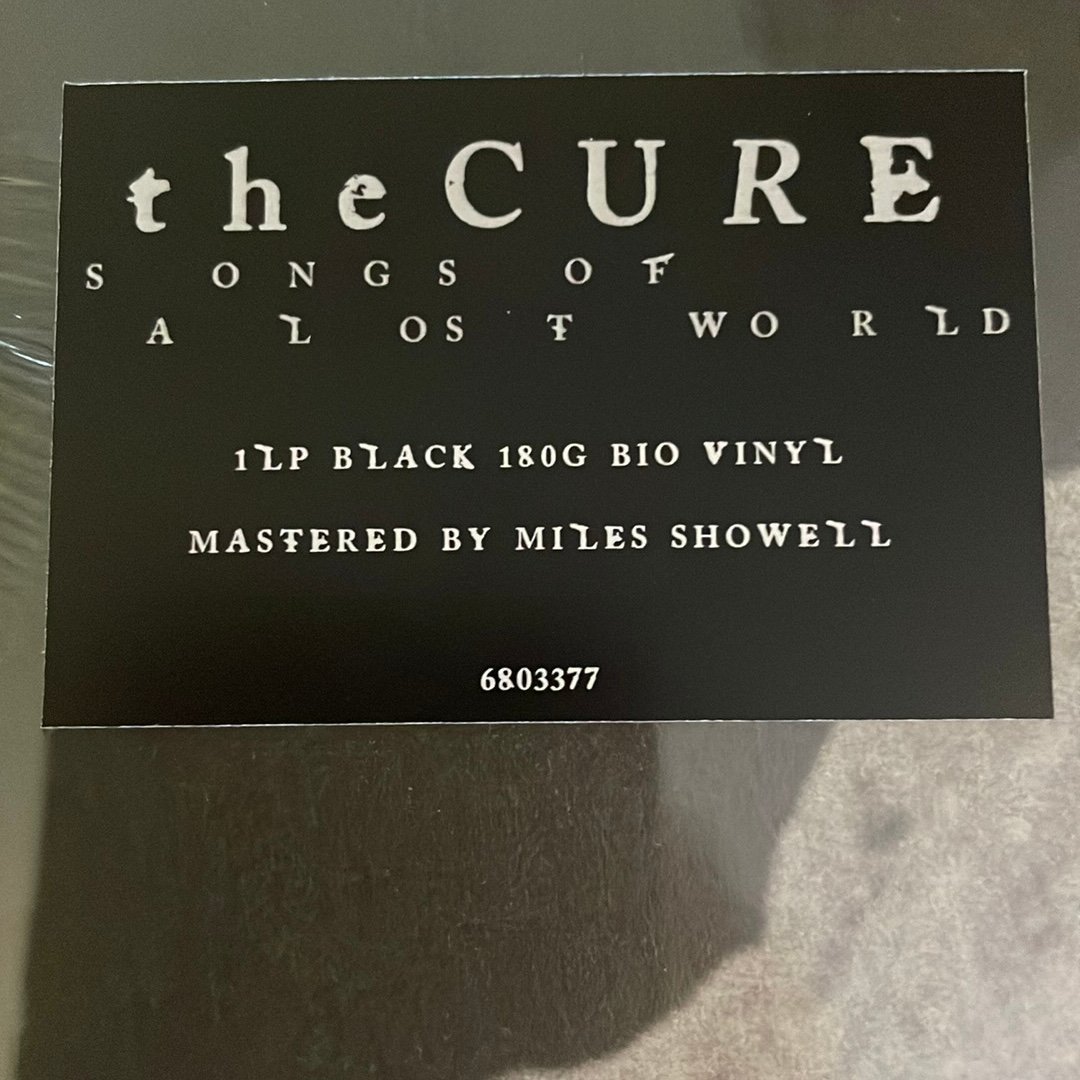 theCURE
SONGS OF
A LOST WORLD
1LP BLACK 180G BIO VINYL
MASTERED BY MILES SHOWELL
6803377